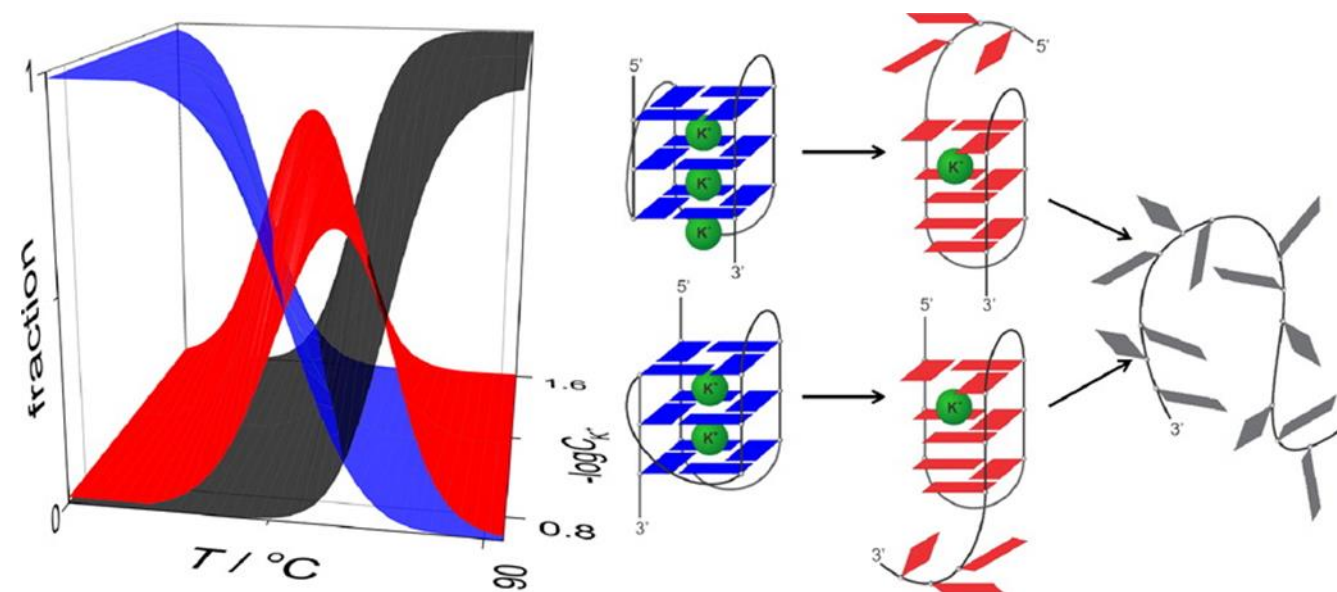 1
fraction
0
T / °C
90
-logC_K⁺
1.6
0.8
5'
K⁺
K⁺
K⁺
3'
5'
K⁺
3'
5'
K⁺
K⁺
3'
5'
K⁺
3'
3'